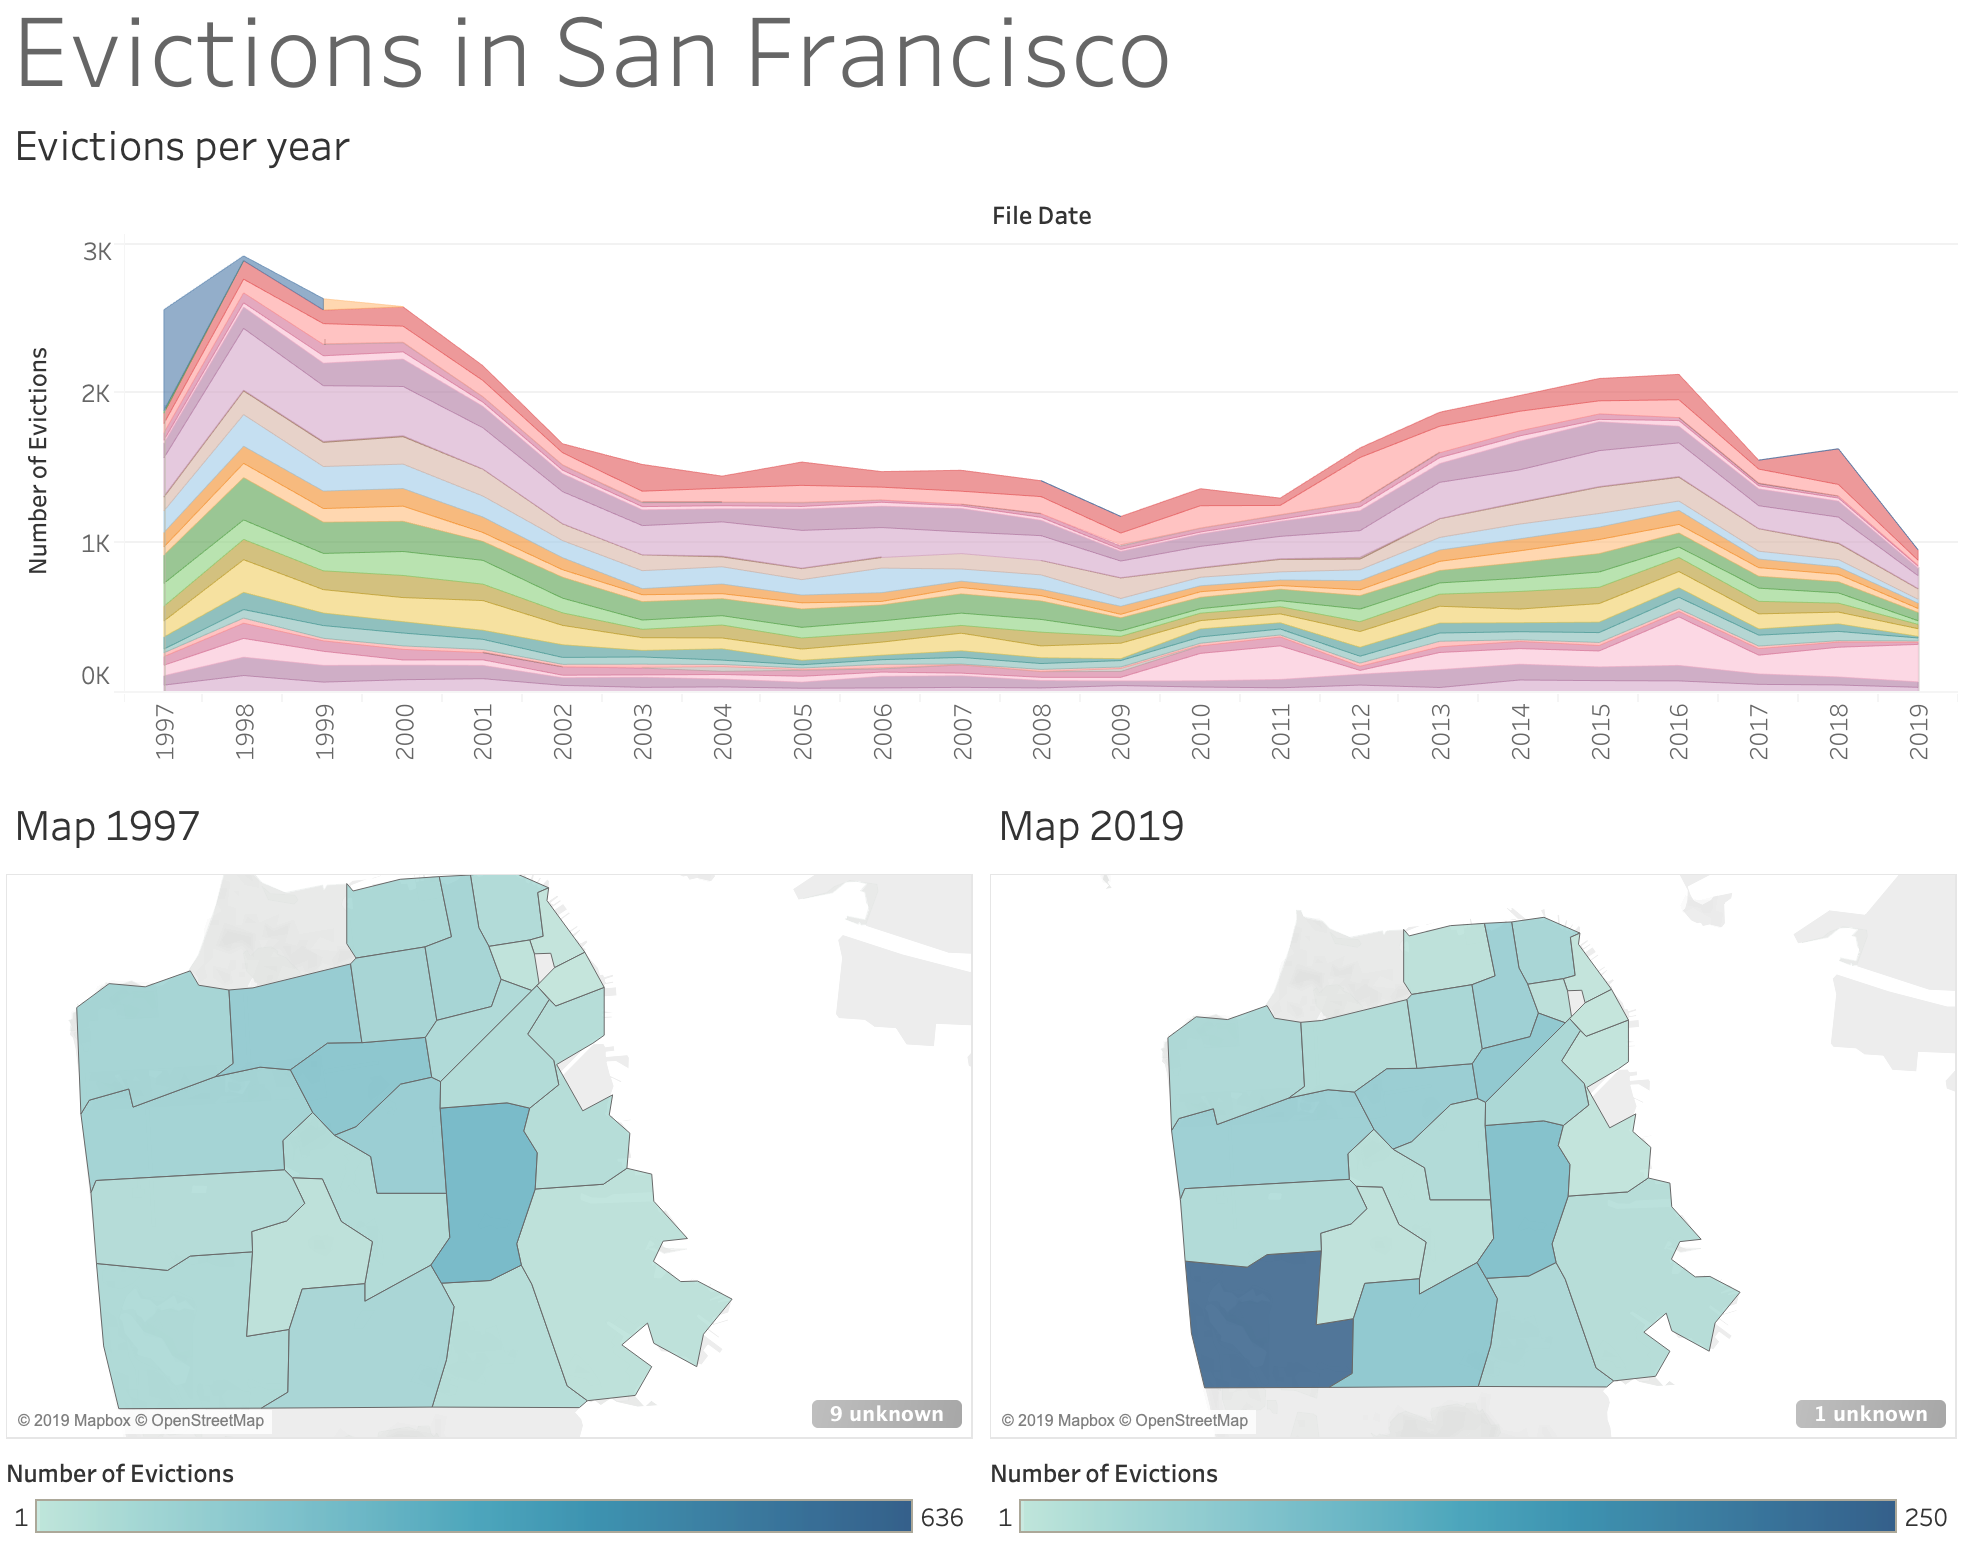 Evictions in San Francisco
Evictions per year
File Date
Number of Evictions
3K
2K
1K
0K
1997 1998 1999 2000 2001 2002 2003 2004 2005 2006 2007 2008 2009 2010 2011 2012 2013 2014 2015 2016 2017 2018 2019
Map 1997
Map 2019
© 2019 Mapbox © OpenStreetMap
9 unknown
© 2019 Mapbox © OpenStreetMap
1 unknown
Number of Evictions
1 636
Number of Evictions
1 250